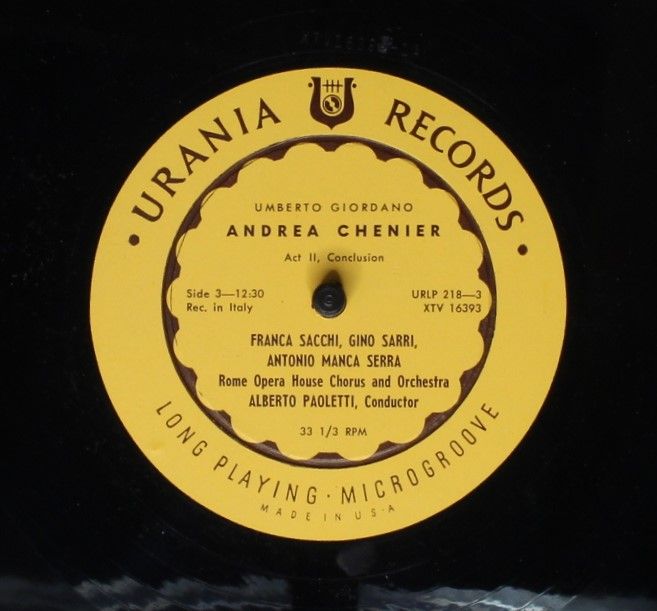 • URANIA RECORDS •
UMBERTO GIORDANO
ANDREA CHENIER
Act II, Conclusion
Side 3—12:30
Rec. in Italy
URLP 218—3
XTV 16393
FRANCA SACCHI, GINO SARRI,
ANTONIO MANCA SERRA
Rome Opera House Chorus and Orchestra
ALBERTO PAOLETTI, Conductor
33 1/3 RPM
LONG PLAYING · MICROGROOVE
MADE IN U·S·A